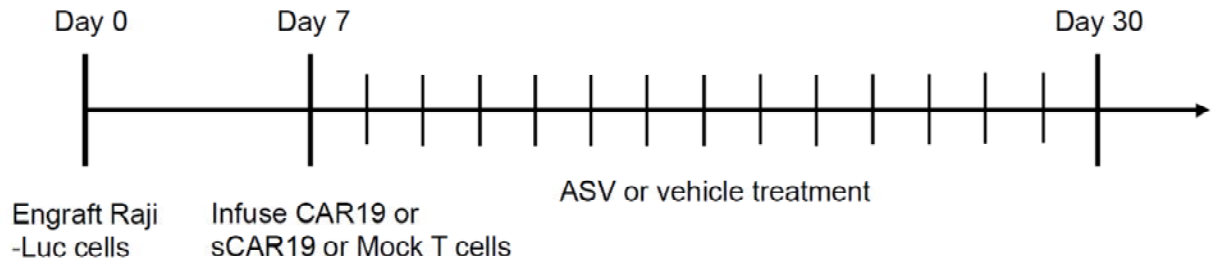 Day 0
Day 7
Day 30
ASV or vehicle treatment
Engraft Raji
-Luc cells
Infuse CAR19 or
sCAR19 or Mock T cells